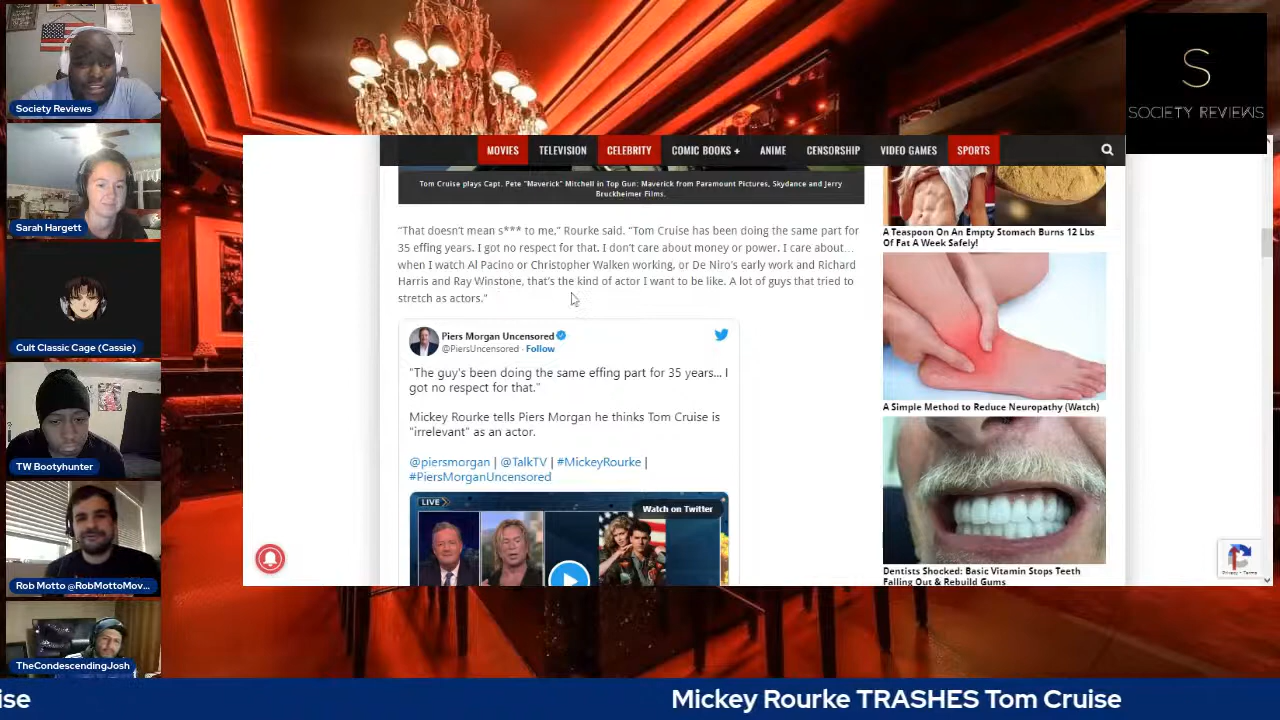 Society Reviews
Sarah Hargett
Cult Classic Cage (Cassie)
TW Bootyhunter
Rob Motto @RobMottoMov...
TheCondescendingJosh
S
SOCIETY REVIEWS
MOVIES TELEVISION CELEBRITY COMIC BOOKS + ANIME CENSORSHIP VIDEO GAMES SPORTS
Tom Cruise plays Capt. Pete "Maverick" Mitchell in Top Gun: Maverick from Paramount Pictures, Skydance and Jerry
Bruckheimer Films.
“That doesn’t mean s*** to me,” Rourke said. “Tom Cruise has been doing the same part for
35 effing years. I got no respect for that. I don’t care about money or power. I care about…
when I watch Al Pacino or Christopher Walken working, or De Niro’s early work and Richard
Harris and Ray Winstone, that’s the kind of actor I want to be like. A lot of guys that tried to
stretch as actors.”
Piers Morgan Uncensored
@PiersUncensored · Follow
"The guy's been doing the same effing part for 35 years... I
got no respect for that."
Mickey Rourke tells Piers Morgan he thinks Tom Cruise is
"irrelevant" as an actor.
@piersmorgan | @TalkTV | #MickeyRourke |
#PiersMorganUncensored
LIVE
Watch on Twitter
A Teaspoon On An Empty Stomach Burns 12 Lbs
Of Fat A Week Safely!
A Simple Method to Reduce Neuropathy (Watch)
Dentists Shocked: Basic Vitamin Stops Teeth
Falling Out & Rebuild Gums
Privacy - Terms
ise
Mickey Rourke TRASHES Tom Cruise